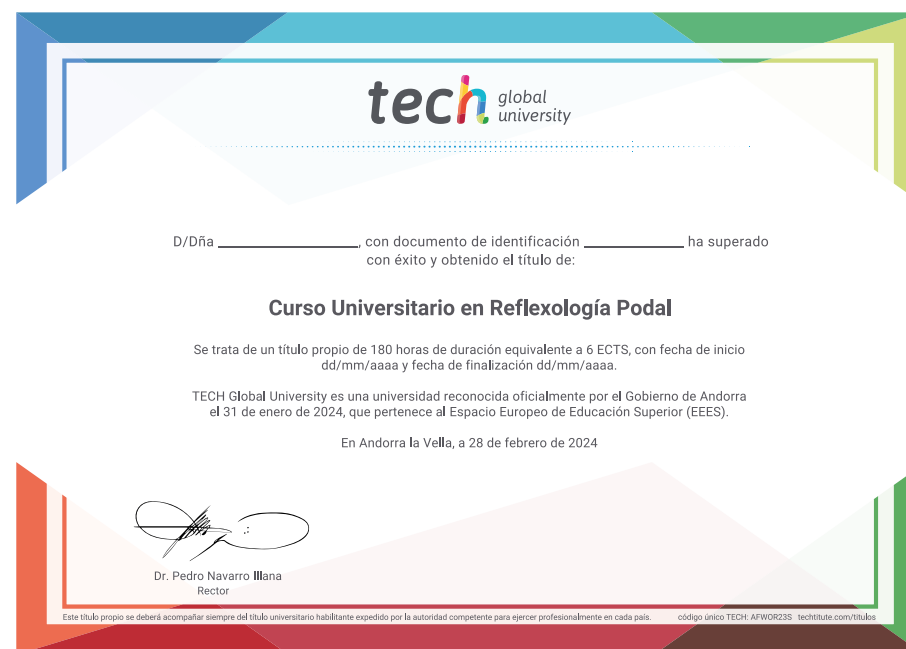 tech global university
D/Dña ____________________, con documento de identificación ______________ ha superado
con éxito y obtenido el título de:
Curso Universitario en Reflexología Podal
Se trata de un título propio de 180 horas de duración equivalente a 6 ECTS, con fecha de inicio
dd/mm/aaaa y fecha de finalización dd/mm/aaaa.
TECH Global University es una universidad reconocida oficialmente por el Gobierno de Andorra
el 31 de enero de 2024, que pertenece al Espacio Europeo de Educación Superior (EEES).
En Andorra la Vella, a 28 de febrero de 2024
Dr. Pedro Navarro Illana
Rector
Este título propio se deberá acompañar siempre del título universitario habilitante expedido por la autoridad competente para ejercer profesionalmente en cada país. código único TECH: AFWOR23S techtitute.com/titulos